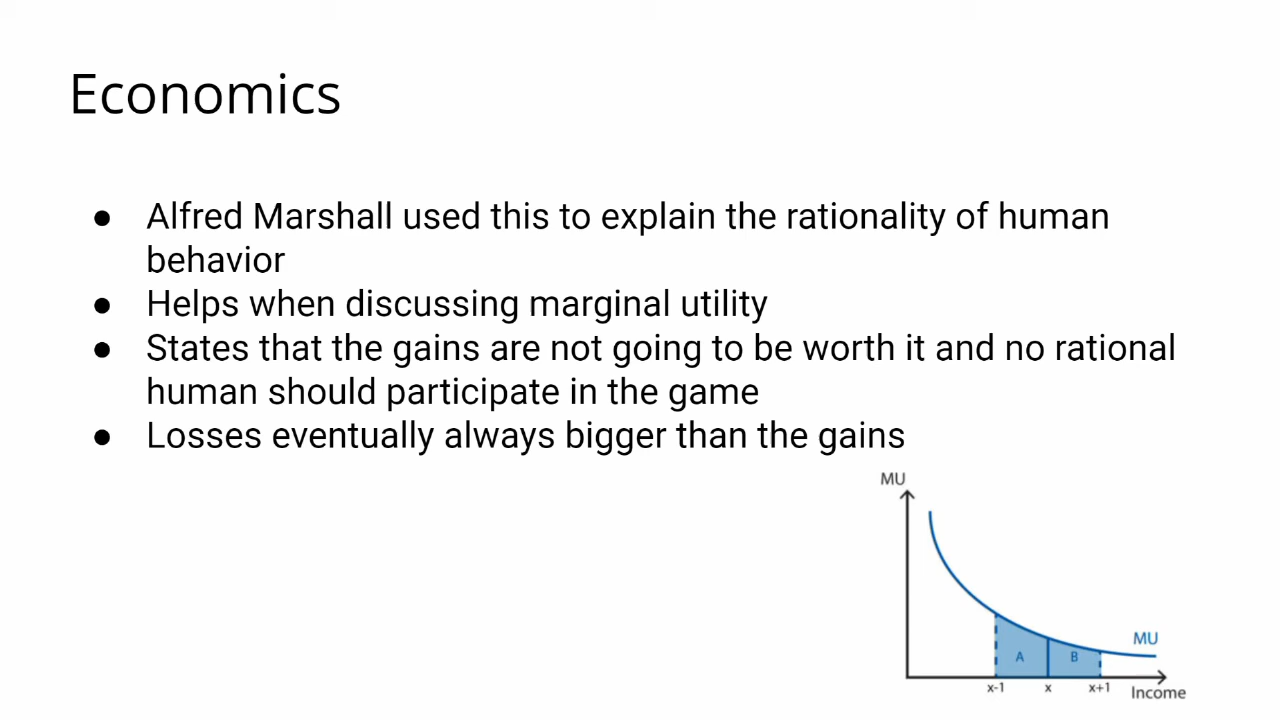 Economics
● Alfred Marshall used this to explain the rationality of human
behavior
● Helps when discussing marginal utility
● States that the gains are not going to be worth it and no rational
human should participate in the game
● Losses eventually always bigger than the gains
MU
MU
A B
x-1 x x+1
Income